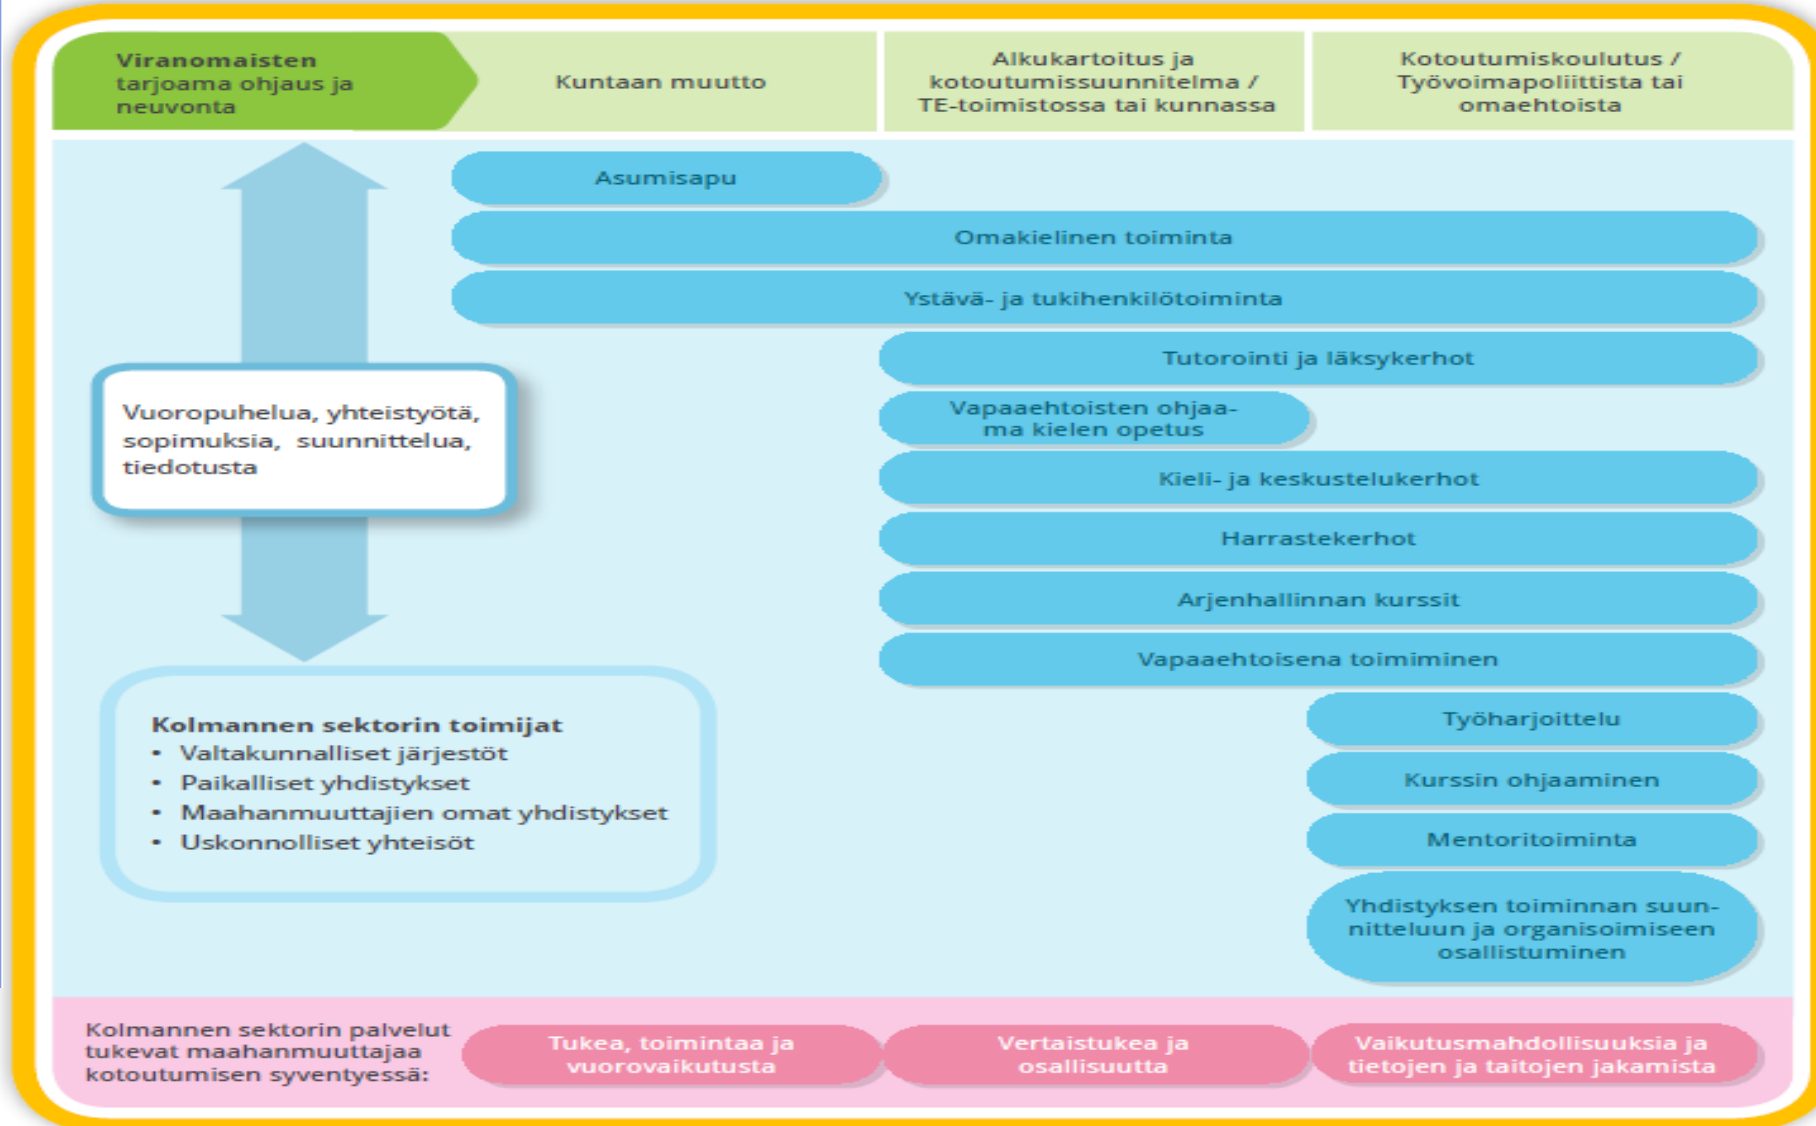 Viranomaisten
tarjoama ohjaus ja
neuvonta
Kuntaan muutto
Alkukartoitus ja
kotoutumissuunnitelma /
TE-toimistossa tai kunnassa
Kotoutumiskoulutus /
Työvoimapoliittista tai
omaehtoista
Asumisapu
Omakielinen toiminta
Ystävä- ja tukihenkilötoiminta
Tutorointi ja läksykerhot
Vapaaehtoisten ohjaa-
ma kielen opetus
Kieli- ja keskustelukerhot
Harrastekerhot
Arjenhallinnan kurssit
Vapaaehtoisena toimiminen
Työharjoittelu
Kurssin ohjaaminen
Mentoritoiminta
Yhdistyksen toiminnan suun-
nitteluun ja organisoimiseen
osallistuminen
Vuoropuhelua, yhteistyötä,
sopimuksia, suunnittelua,
tiedotusta
Kolmannen sektorin toimijat
• Valtakunnalliset järjestöt
• Paikalliset yhdistykset
• Maahanmuuttajien omat yhdistykset
• Uskonnolliset yhteisöt
Kolmannen sektorin palvelut
tukevat maahanmuuttajaa
kotoutumisen syventyessä:
Tukea, toimintaa ja
vuorovaikutusta
Vertaistukea ja
osallisuutta
Vaikutusmahdollisuuksia ja
tietojen ja taitojen jakamista